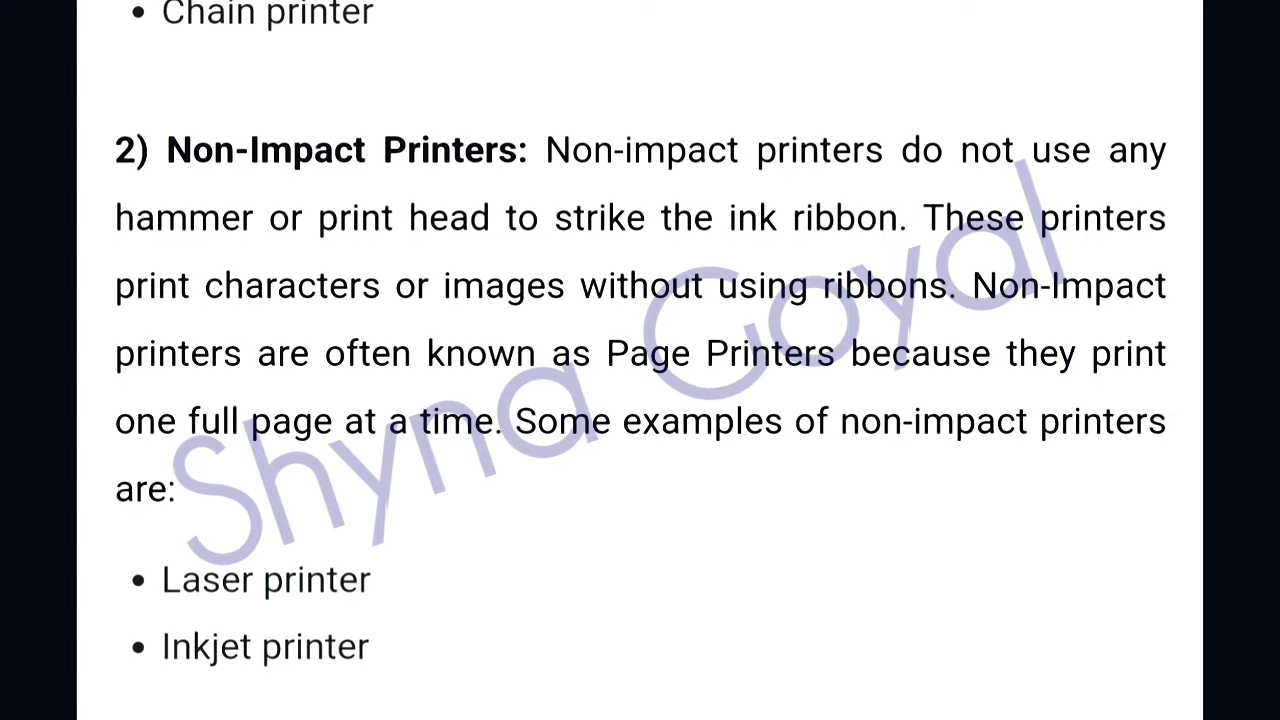 • Chain printer
2) Non-Impact Printers: Non-impact printers do not use any
hammer or print head to strike the ink ribbon. These printers
print characters or images without using ribbons. Non-Impact
printers are often known as Page Printers because they print
one full page at a time. Some examples of non-impact printers
are:
• Laser printer
• Inkjet printer
Shyna Goyal